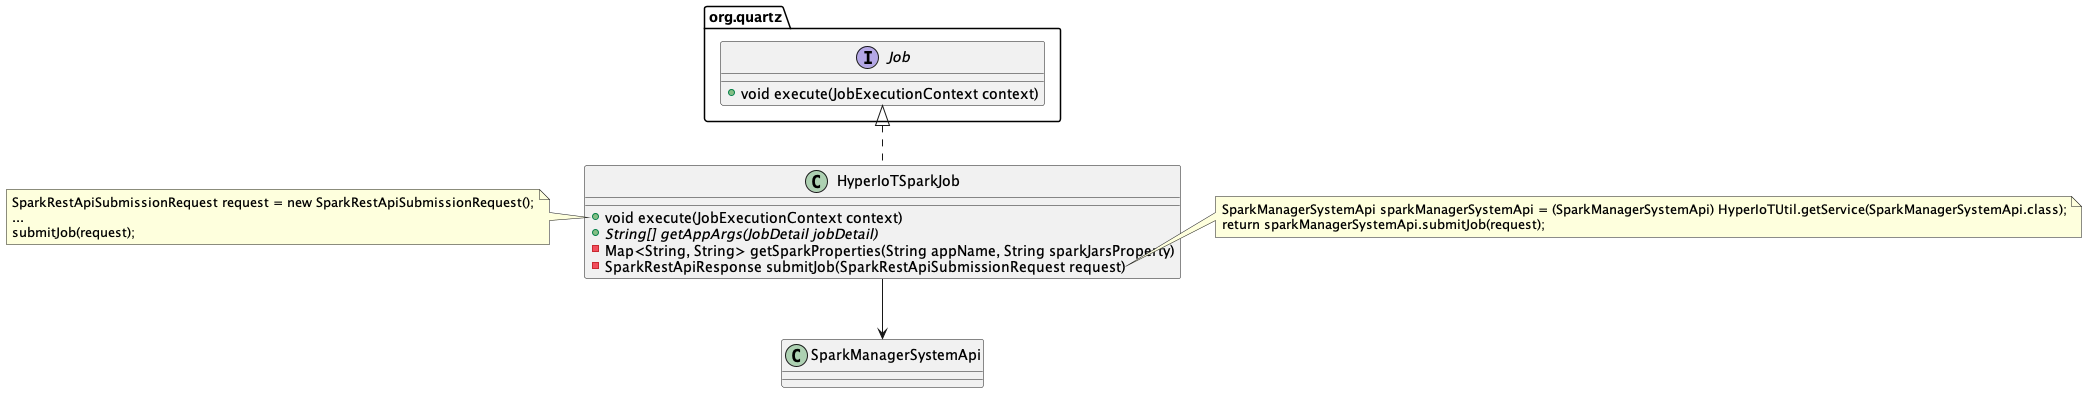 org.quartz
I Job
void execute(JobExecutionContext context)
C HyperIoTSparkJob
void execute(JobExecutionContext context)
String[] getAppArgs(JobDetail jobDetail)
Map<String, String> getSparkProperties(String appName, String sparkJarsProperty)
SparkRestApiResponse submitJob(SparkRestApiSubmissionRequest request)
SparkRestApiSubmissionRequest request = new SparkRestApiSubmissionRequest();
...
submitJob(request);
SparkManagerSystemApi sparkManagerSystemApi = (SparkManagerSystemApi) HyperIoTUtil.getService(SparkManagerSystemApi.class);
return sparkManagerSystemApi.submitJob(request);
C SparkManagerSystemApi